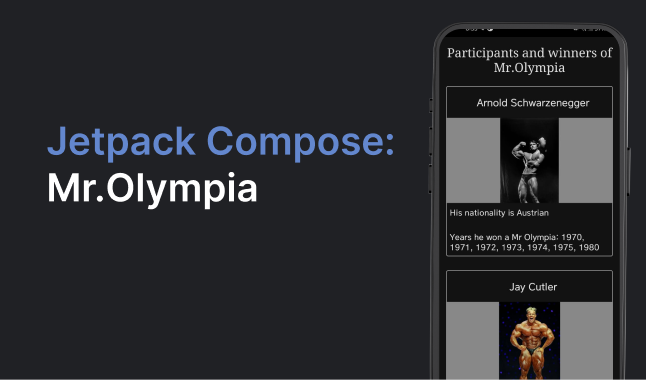 Jetpack Compose:
Mr.Olympia
Participants and winners of
Mr.Olympia
Arnold Schwarzenegger
His nationality is Austrian
Years he won a Mr Olympia: 1970,
1971, 1972, 1973, 1974, 1975, 1980
Jay Cutler